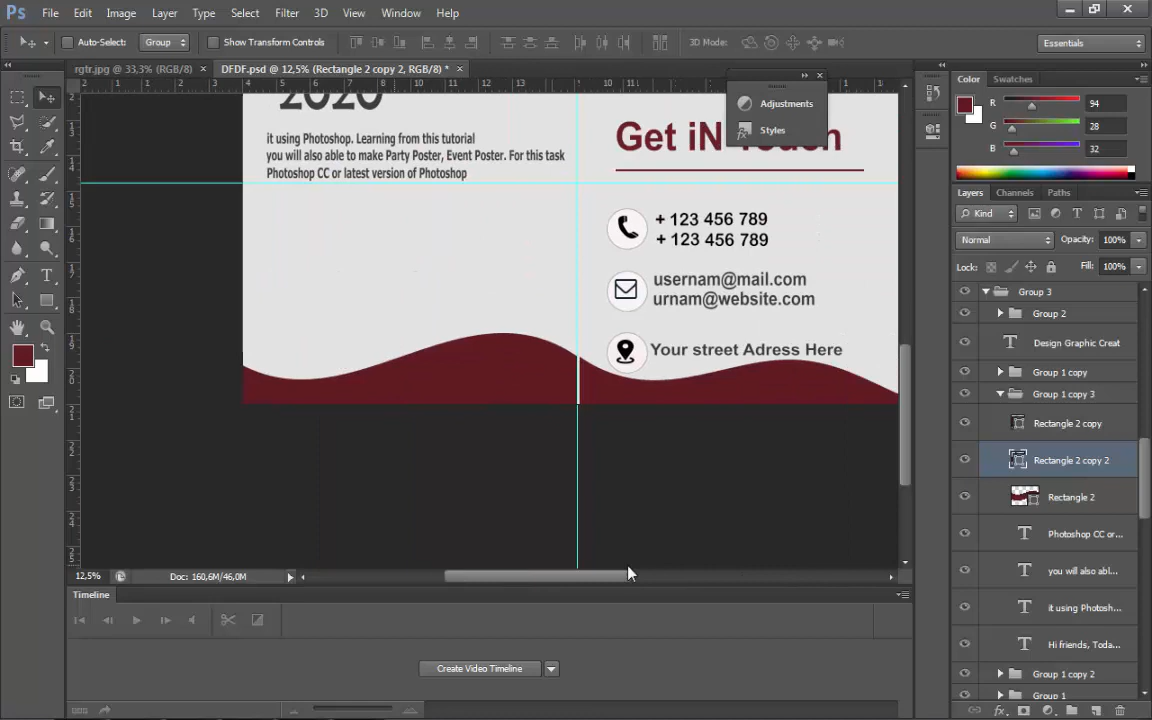 Ps File Edit Image Layer Type Select Filter 3D View Window Help
Auto-Select: Group Show Transform Controls 3D Mode: Essentials
rgtr.jpg @ 33,3% (RGB/8) × DFDF.psd @ 12,5% (Rectangle 2 copy 2, RGB/8) * ×
Adjustments
Styles
2020
it using Photoshop. Learning from this tutorial
you will also able to make Party Poster, Event Poster. For this task
Photoshop CC or latest version of Photoshop
Get iN Touch
+ 123 456 789
+ 123 456 789
usernam@mail.com
urnam@website.com
Your street Adress Here
12,5% Doc: 160,6M/46,0M
Timeline
Create Video Timeline
Color Swatches
R 94
G 28
B 32
Layers Channels Paths
Kind
Normal Opacity: 100%
Lock: Fill: 100%
Group 3
Group 2
Design Graphic Creat
Group 1 copy
Group 1 copy 3
Rectangle 2 copy
Rectangle 2 copy 2
Rectangle 2
Photoshop CC or...
you will also abl...
it using Photosh...
Hi friends, Toda...
Group 1 copy 2
Group 1